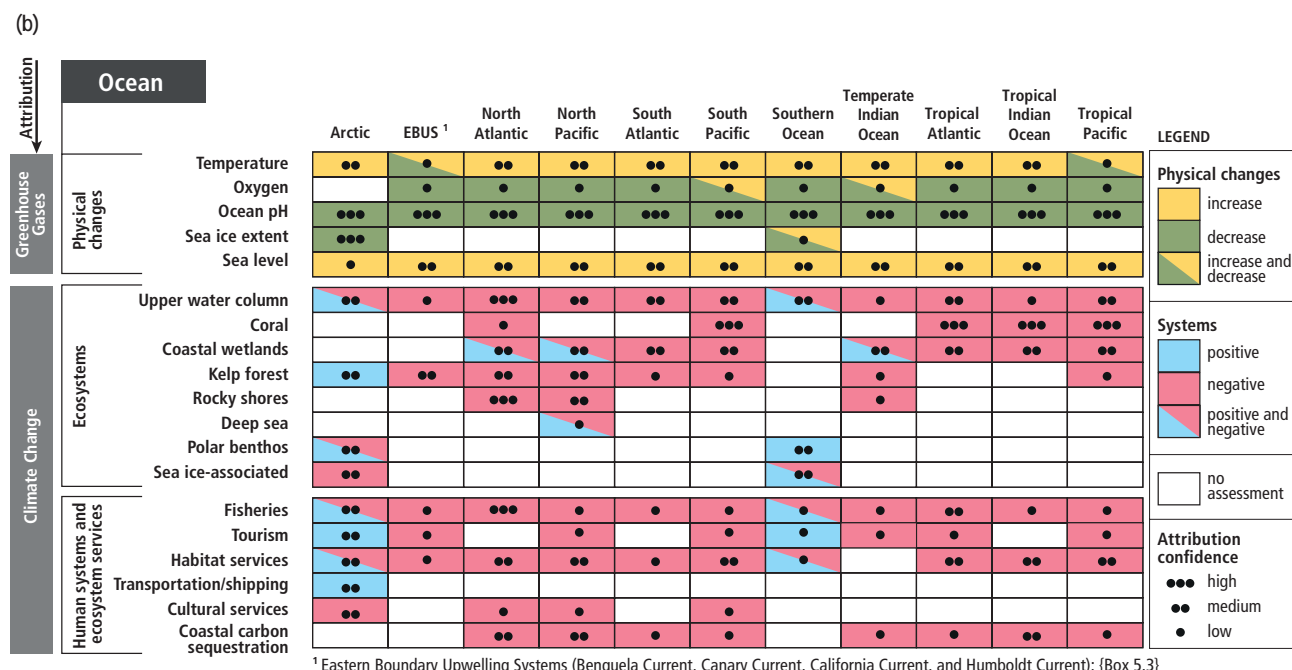 (b)
Attribution
Ocean
Arctic
EBUS ¹
North
Atlantic
North
Pacific
South
Atlantic
South
Pacific
Southern
Ocean
Temperate
Indian
Ocean
Tropical
Atlantic
Tropical
Indian
Ocean
Tropical
Pacific
Greenhouse
Gases
Physical
changes
Temperature
Oxygen
Ocean pH
Sea ice extent
Sea level
Climate Change
Ecosystems
Upper water column
Coral
Coastal wetlands
Kelp forest
Rocky shores
Deep sea
Polar benthos
Sea ice-associated
Human systems and
ecosystem services
Fisheries
Tourism
Habitat services
Transportation/shipping
Cultural services
Coastal carbon
sequestration
LEGEND
Physical changes
increase
decrease
increase and
decrease
Systems
positive
negative
positive and
negative
no
assessment
Attribution
confidence
high
medium
low
¹ Eastern Boundary Upwelling Systems (Benguela Current, Canary Current, California Current, and Humboldt Current); {Box 5.3}